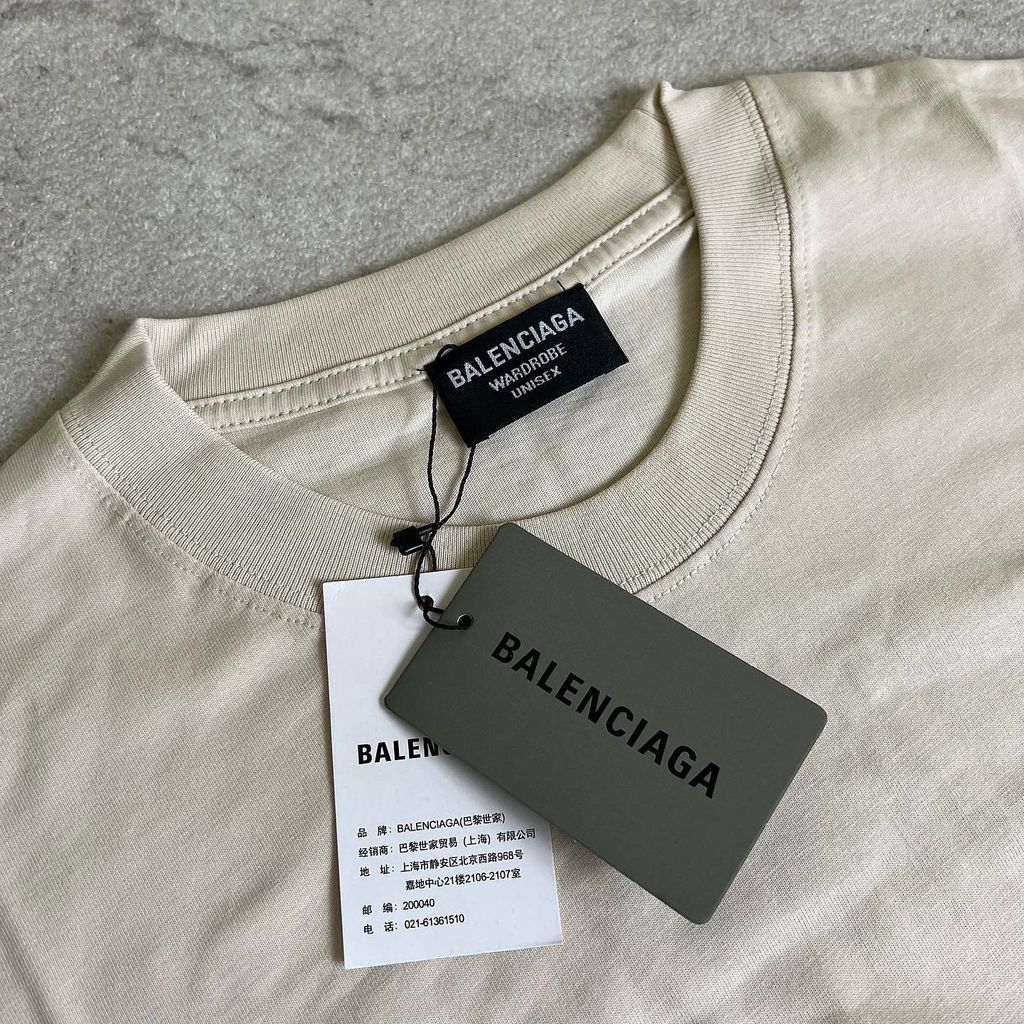 BALENCIAGA
WARDROBE
UNISEX
BALENCIAGA
BALEN
品 牌: BALENCIAGA(巴黎世家)
经销商: 巴黎世家贸易 (上海) 有限公司
地 址: 上海市静安区北京西路968号
嘉地中心21楼2106-2107室
邮 编: 200040
电 话: 021-61361510